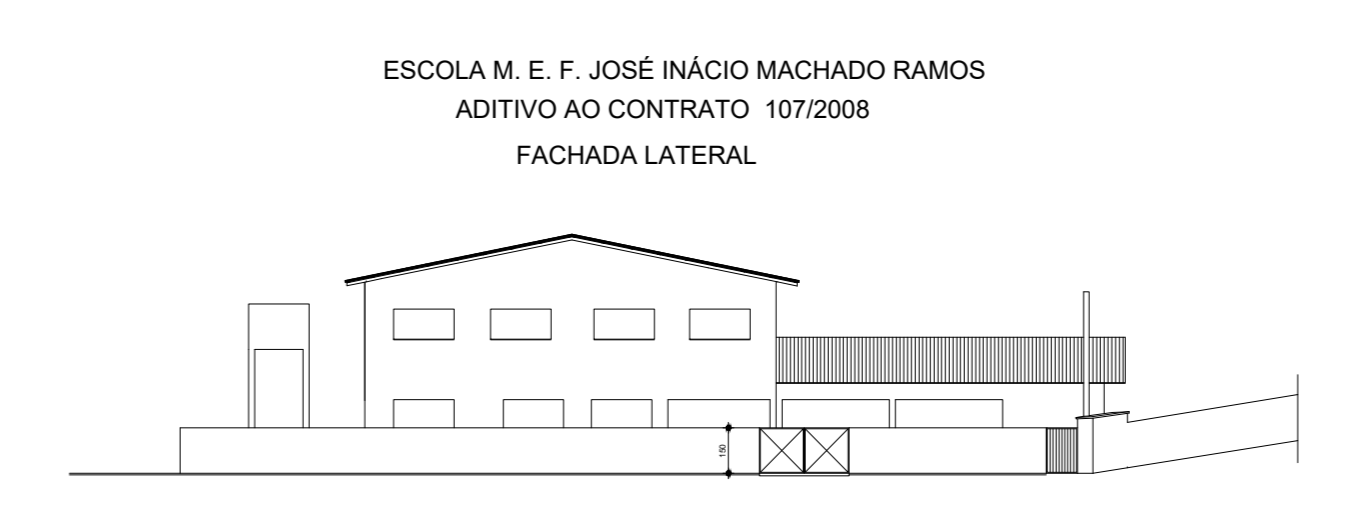 ESCOLA M. E. F. JOSÉ INÁCIO MACHADO RAMOS
ADITIVO AO CONTRATO 107/2008
FACHADA LATERAL
150